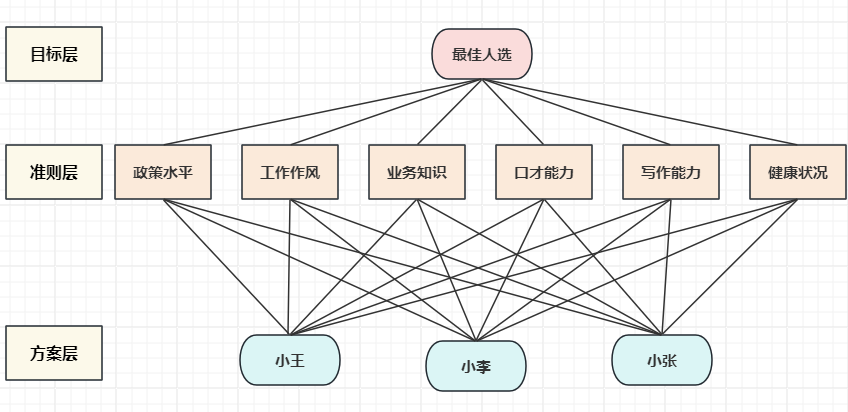 目标层
最佳人选
准则层
政策水平
工作作风
业务知识
口才能力
写作能力
健康状况
方案层
小王
小李
小张